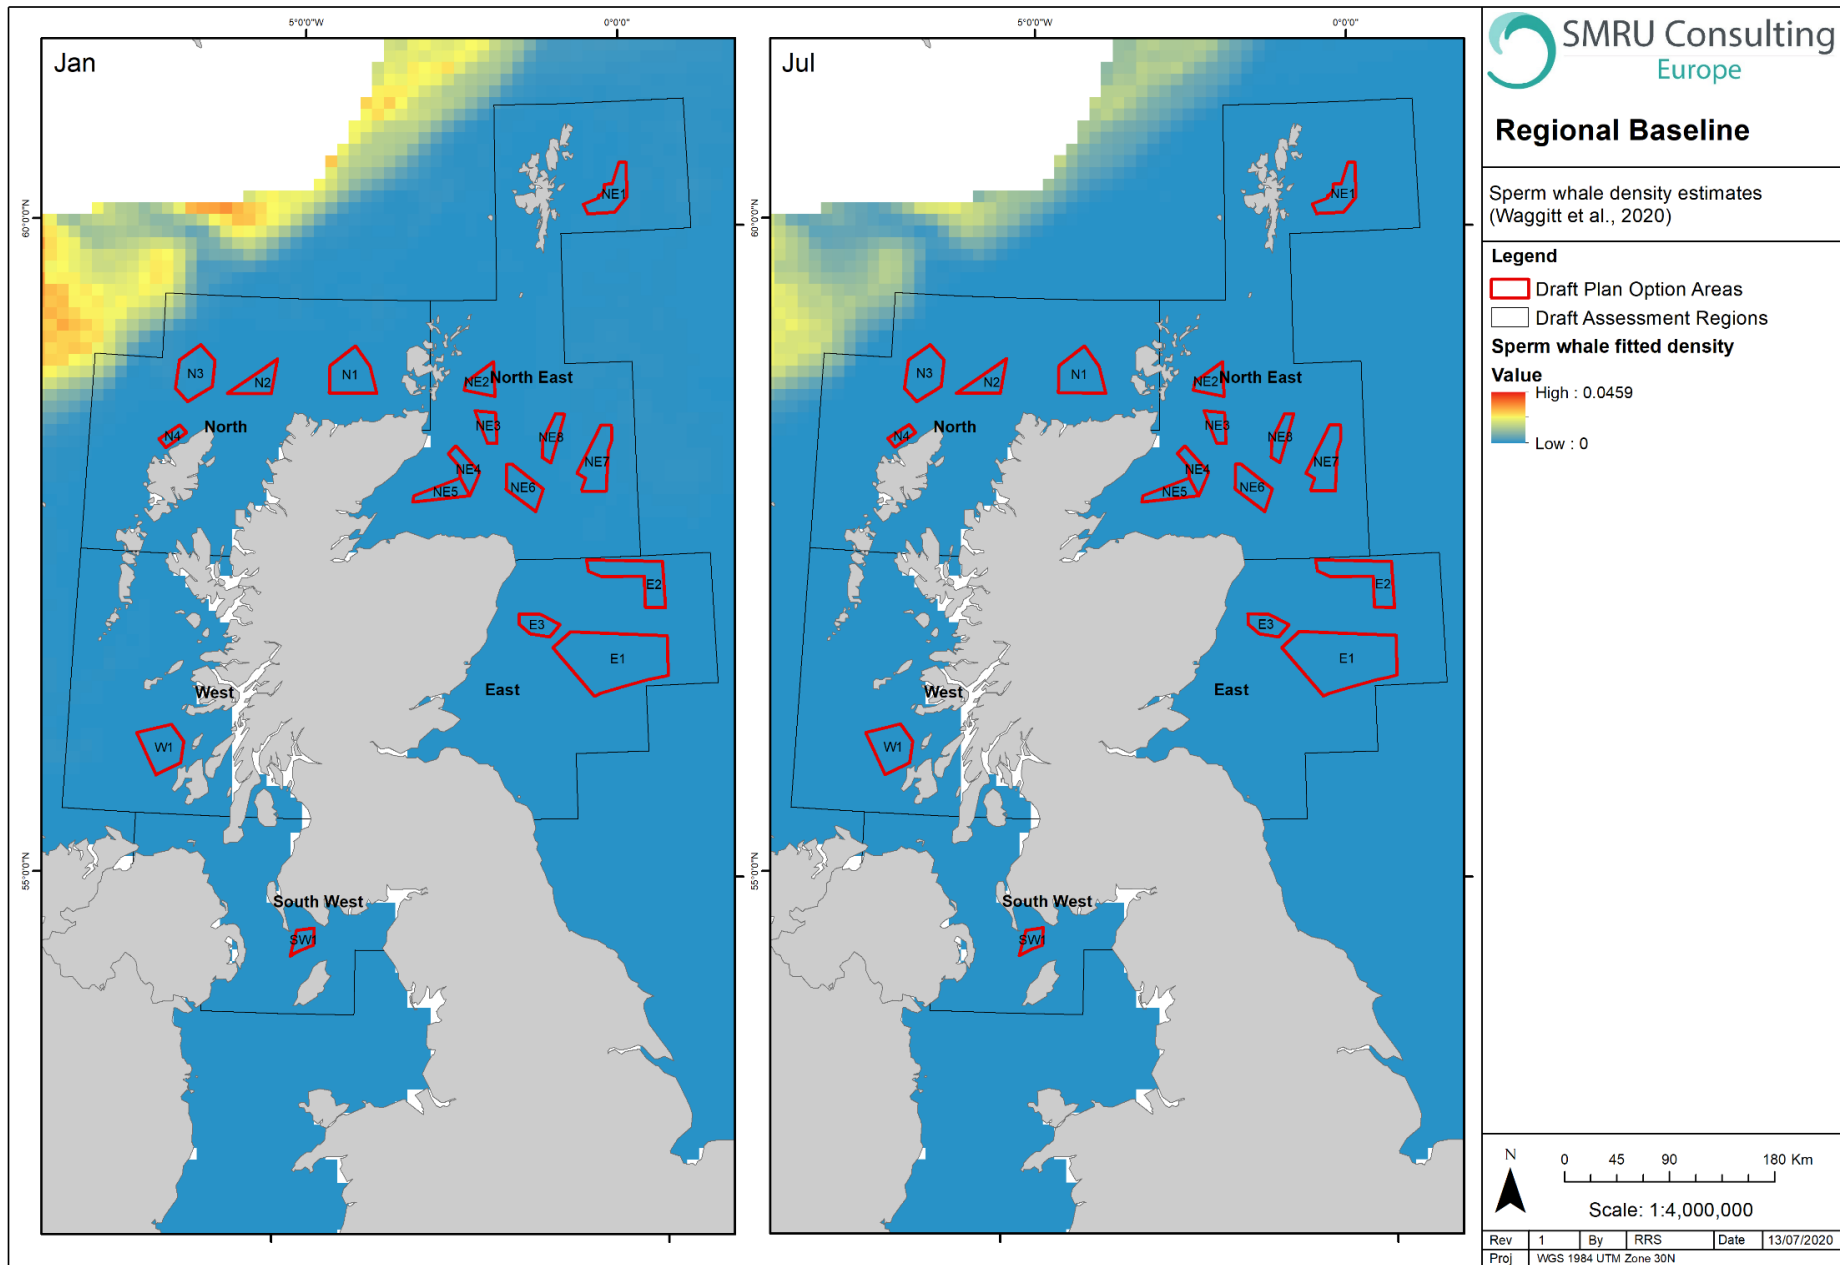 Jan
5°0'0"W
0°0'0"
60°0'0"N
55°0'0"N
NE1
N3
N2
N1
NE2
North East
N4
North
NE3
NE8
NE4
NE7
NE5
NE6
E2
E3
E1
West
East
W1
South West
SW1
Jul
5°0'0"W
0°0'0"
60°0'0"N
55°0'0"N
NE1
N3
N2
N1
NE2
North East
N4
North
NE3
NE8
NE4
NE7
NE5
NE6
E2
E3
E1
West
East
W1
South West
SW1
SMRU Consulting
Europe
Regional Baseline
Sperm whale density estimates
(Waggitt et al., 2020)
Legend
Draft Plan Option Areas
Draft Assessment Regions
Sperm whale fitted density
Value
High : 0.0459
Low : 0
N
0 45 90 180 Km
Scale: 1:4,000,000
Rev 1 By RRS Date 13/07/2020
Proj WGS 1984 UTM Zone 30N